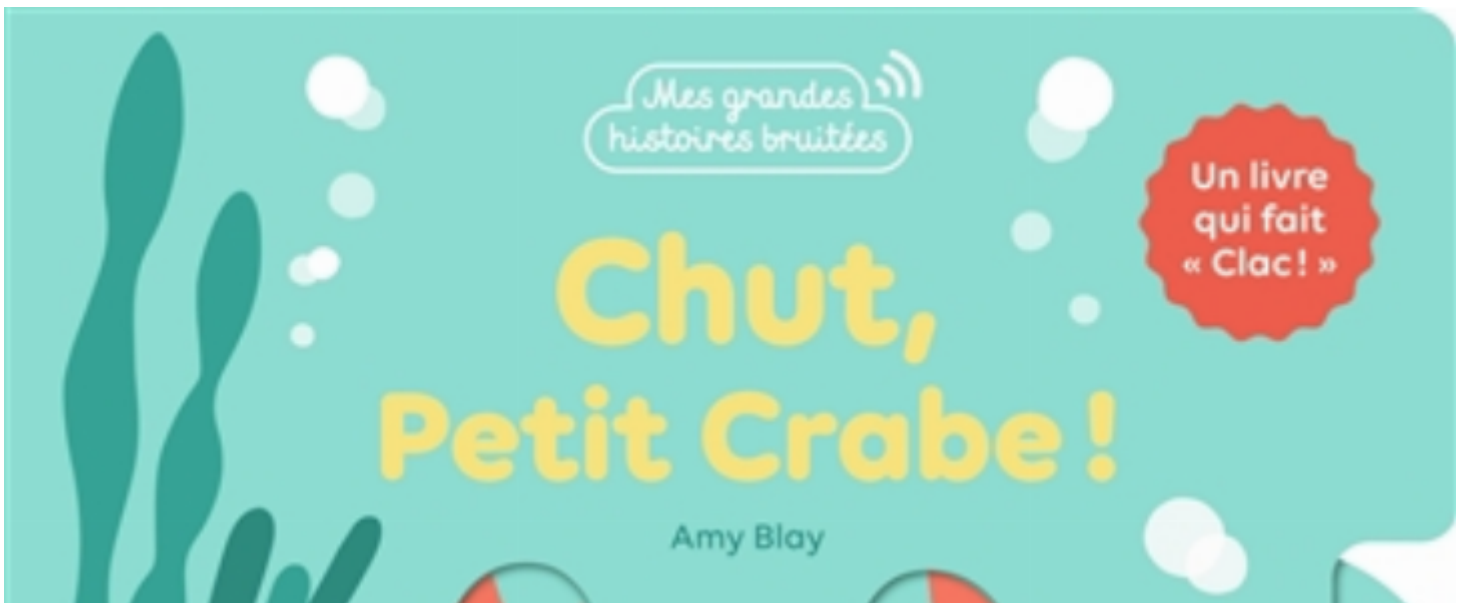 Mes grandes
histoires bruitées
Un livre
qui fait
« Clac! »
Chut,
Petit Crabe !
Amy Blay